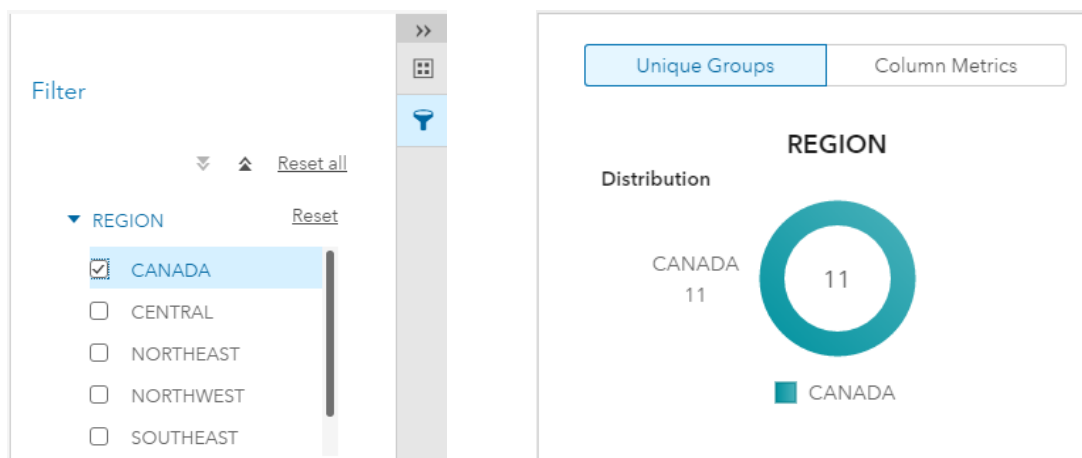 Filter
Reset all
REGION
Reset
CANADA
CENTRAL
NORTHEAST
NORTHWEST
SOUTHEAST
Unique Groups
Column Metrics
REGION
Distribution
CANADA
11
11
CANADA